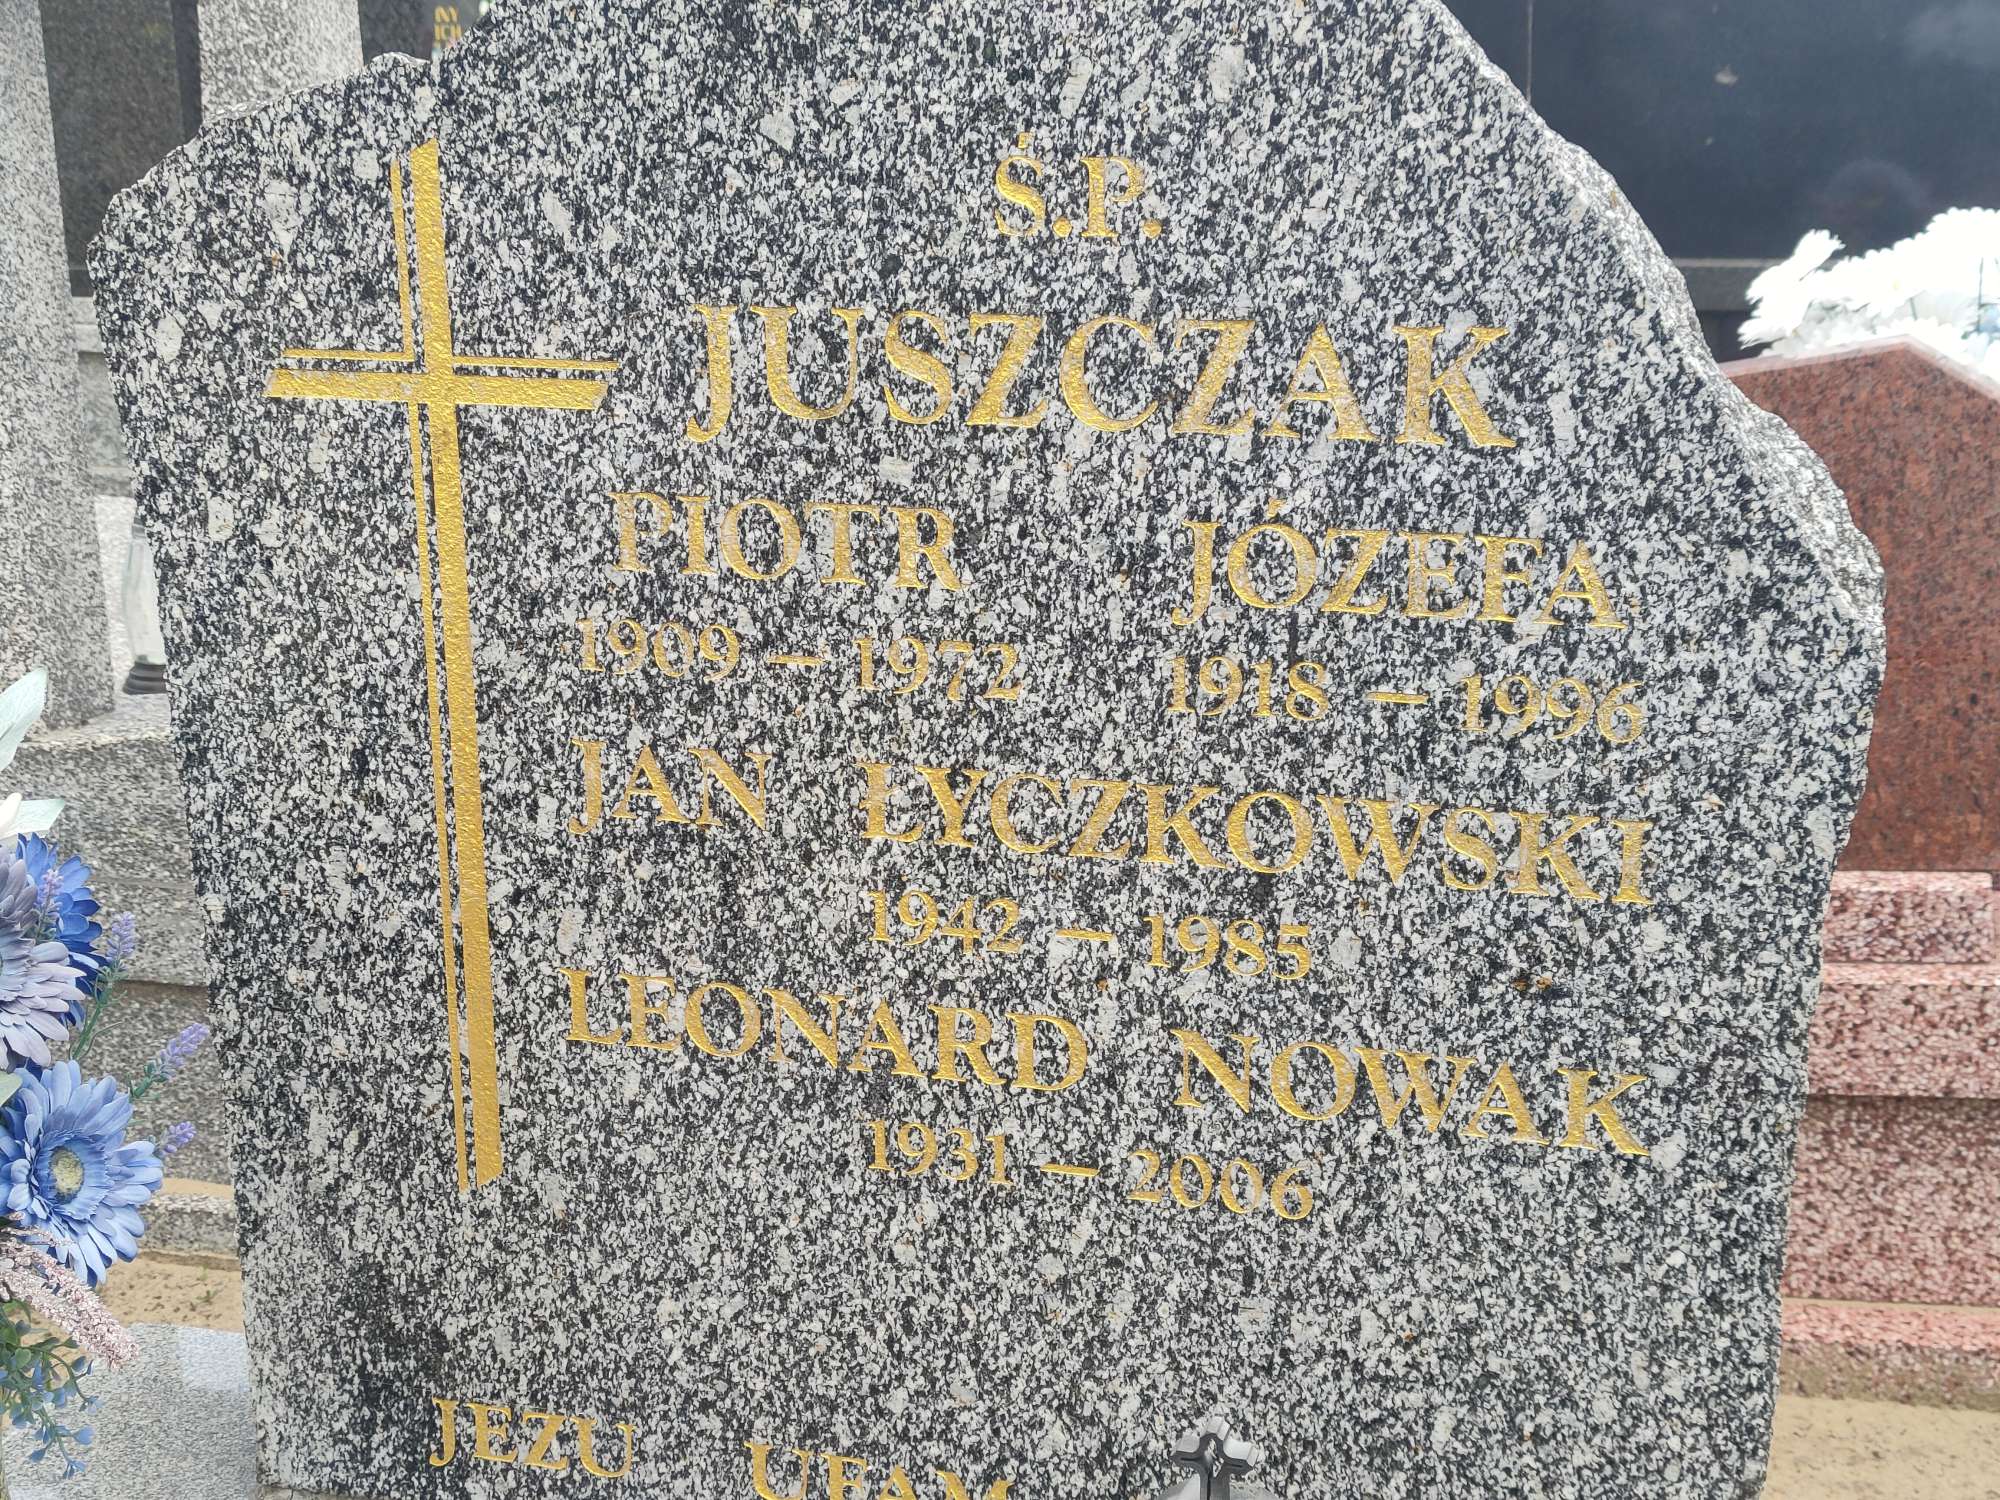 Ś.P.
JUSZCZAK
PIOTR JÓZEFA
1909 – 1972 1918 – 1996
JAN ŁYCZKOWSKI
1942 – 1985
LEONARD NOWAK
1931 – 2006
JEZU UFAM